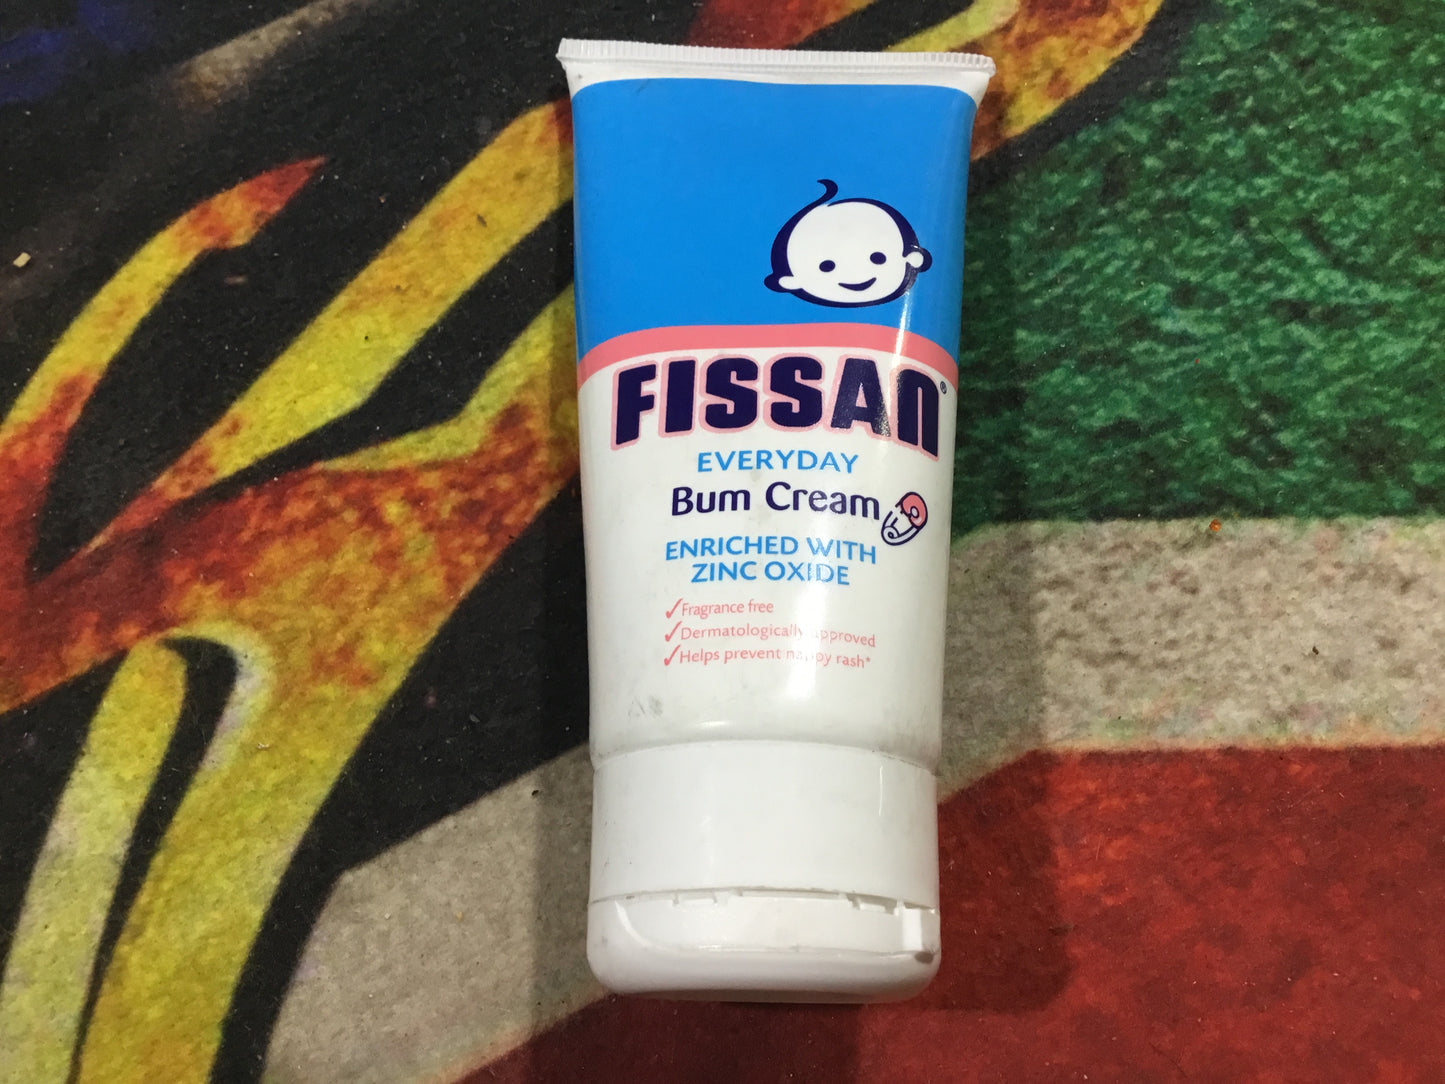 FISSAN®
EVERYDAY
Bum Cream
ENRICHED WITH
ZINC OXIDE
✓Fragrance free
✓Dermatologically approved
✓Helps prevent nappy rash*